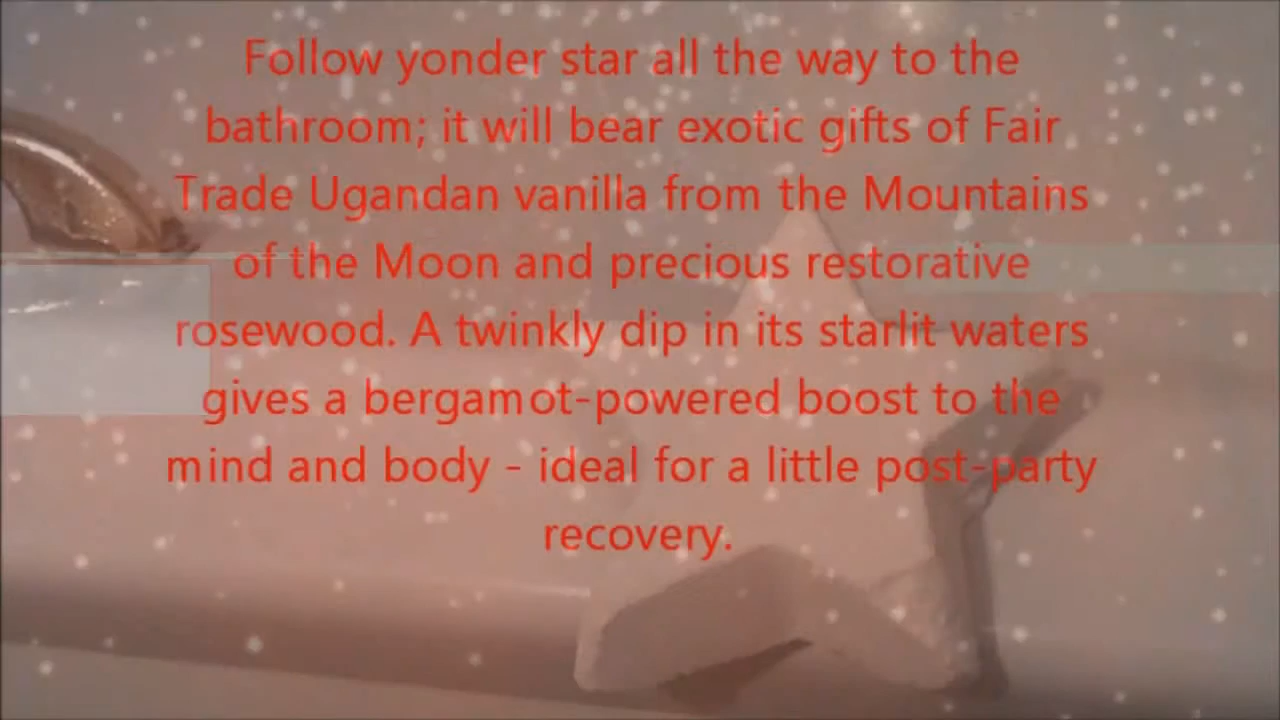 Follow yonder star all the way to the
bathroom; it will bear exotic gifts of Fair
Trade Ugandan vanilla from the Mountains
of the Moon and precious restorative
rosewood. A twinkly dip in its starlit waters
gives a bergamot-powered boost to the
mind and body - ideal for a little post-party
recovery.